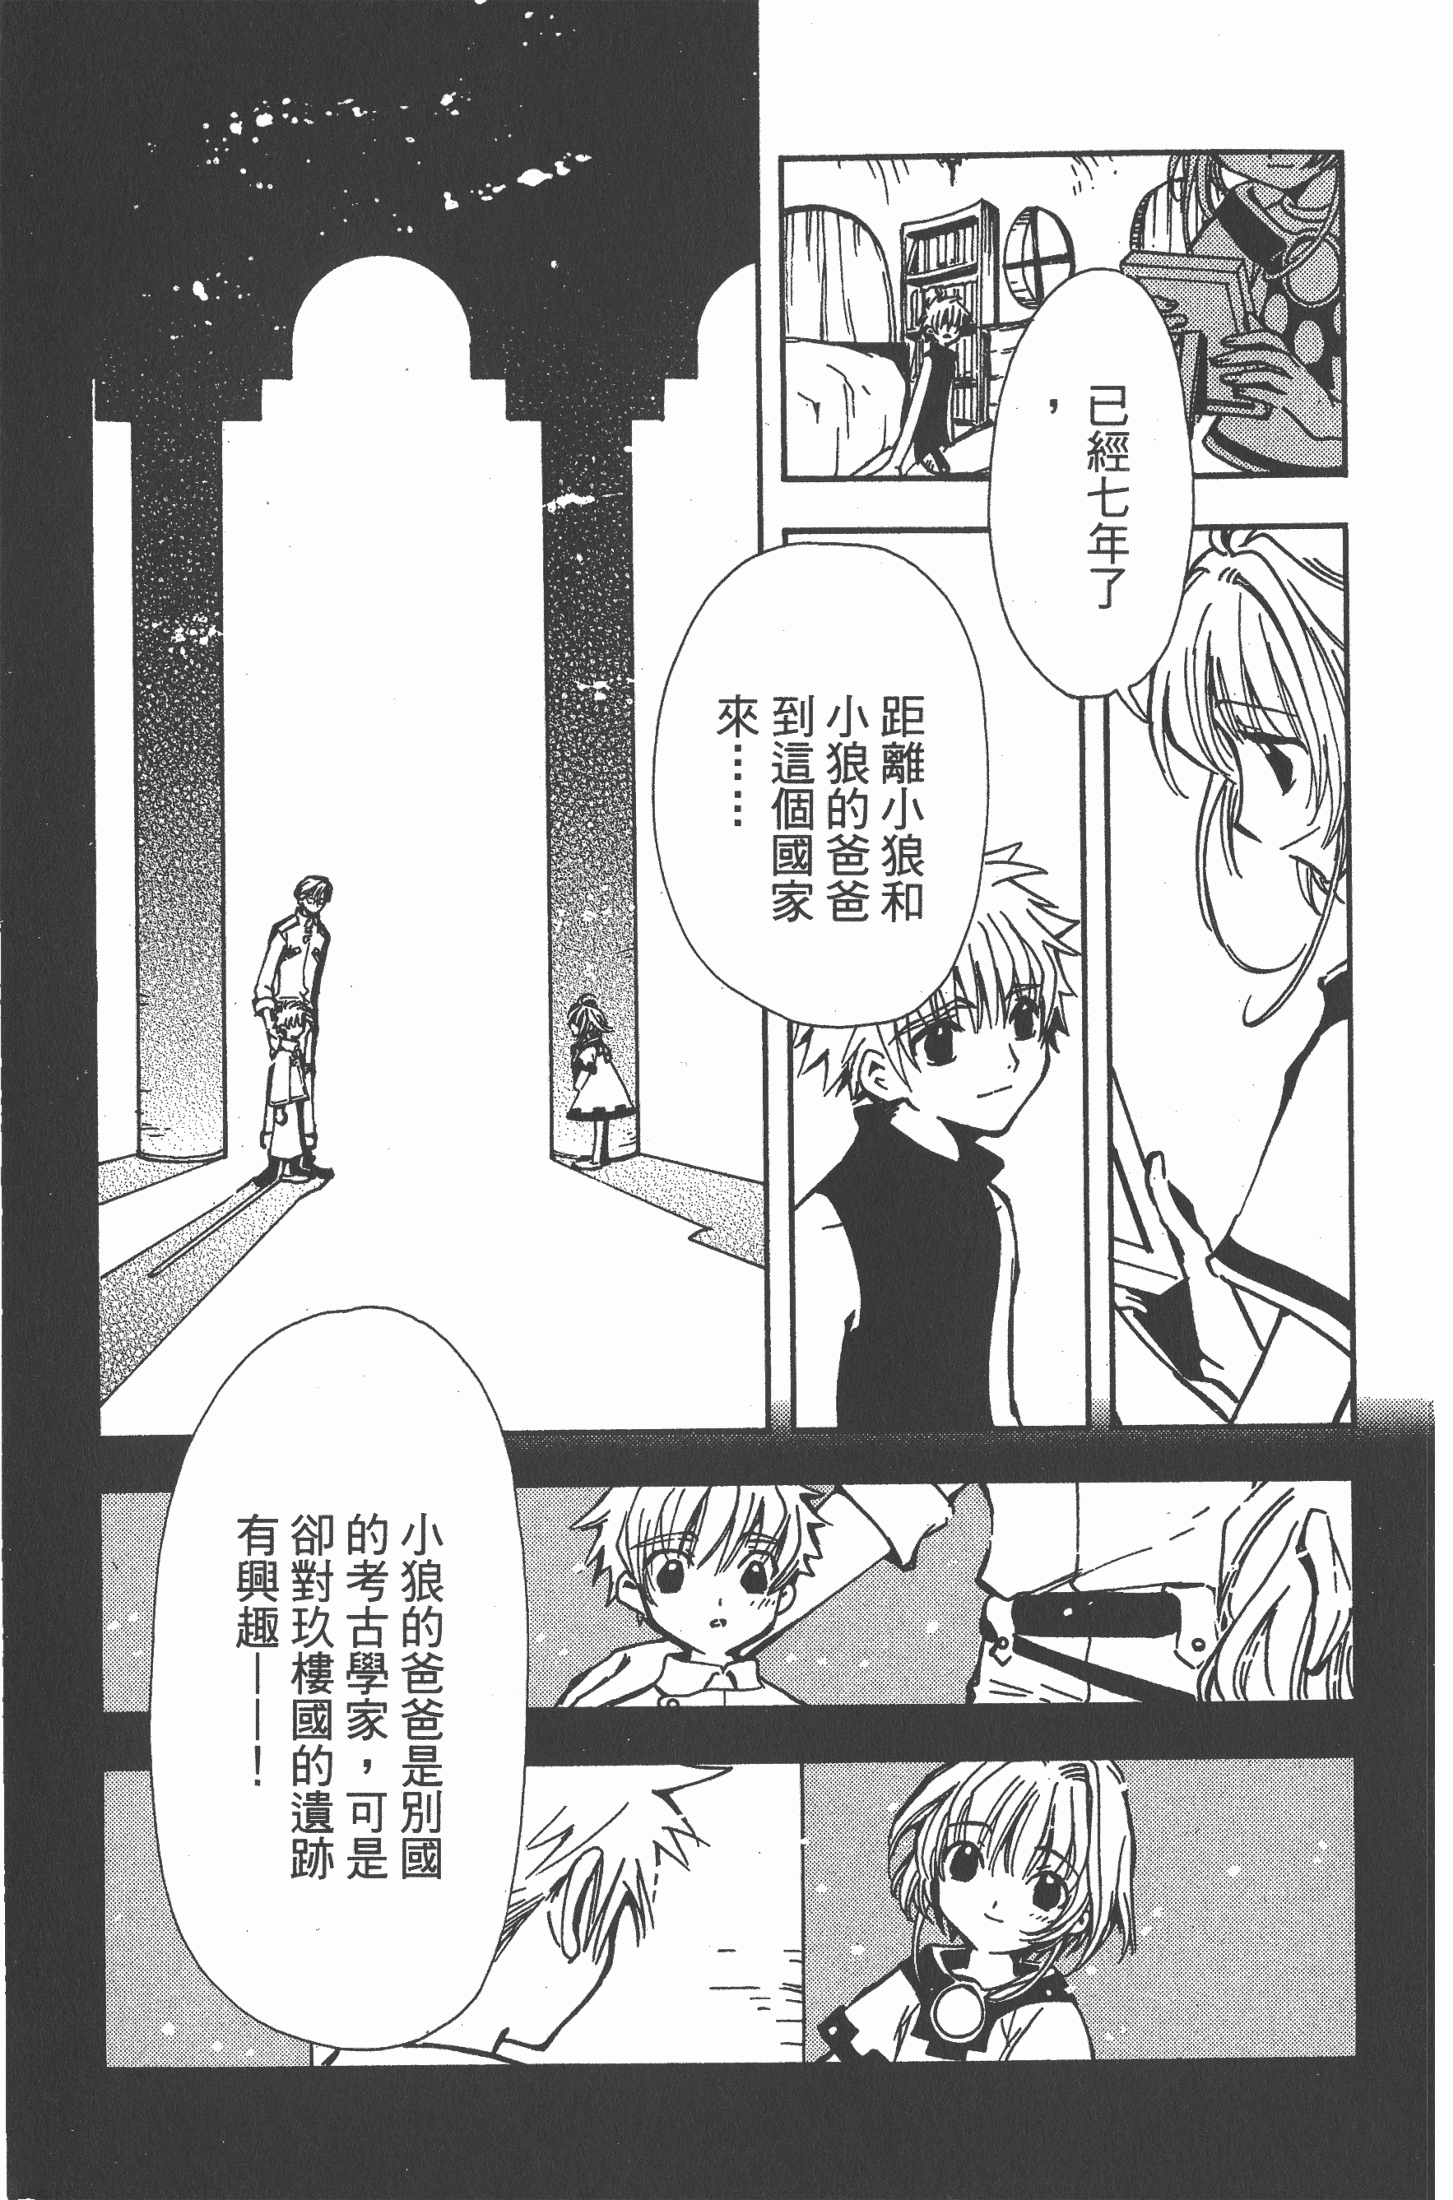 已經七年了
，
距離小狼和
小狼的爸爸
到這個國家
來……
小狼的爸爸是別國
的考古學家，可是
卻對玖樓國的遺跡
有興趣——！